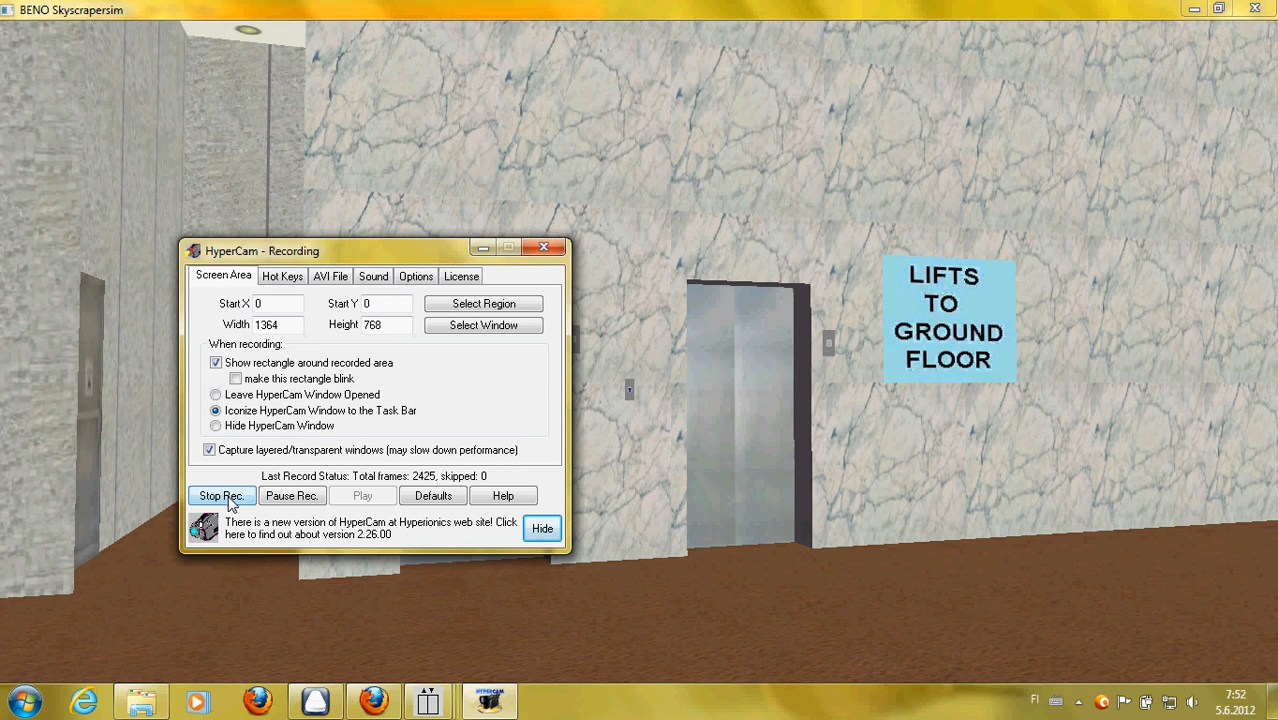 BENO Skyscrapersim
LIFTS
TO
GROUND
FLOOR
HyperCam - Recording
Screen Area Hot Keys AVI File Sound Options License
Start X 0 Start Y 0 Select Region
Width 1364 Height 768 Select Window
When recording:
Show rectangle around recorded area
make this rectangle blink
Leave HyperCam Window Opened
Iconize HyperCam Window to the Task Bar
Hide HyperCam Window
Capture layered/transparent windows (may slow down performance)
Last Record Status: Total frames: 2425, skipped: 0
Stop Rec. Pause Rec. Play Defaults Help
There is a new version of HyperCam at Hyperionics web site! Click
here to find out about version 2.26.00
Hide
HYPERCAM
FI
7:52
5.6.2012